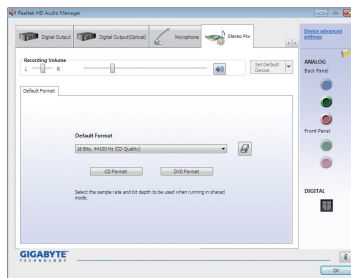 Realtek HD Audio Manager
Digital Output
Digital Output(Optical)
Microphone
Stereo Mix
Device advanced settings
Recording Volume
L
R
Set Default Device
ANALOG
Back Panel
Default Format
Default Format
16 Bits, 44100 Hz (CD Quality)
CD Format
DVD Format
Select the sample rate and bit depth to be used when running in shared
mode.
Front Panel
DIGITAL
GIGABYTE
TECHNOLOGY
OK